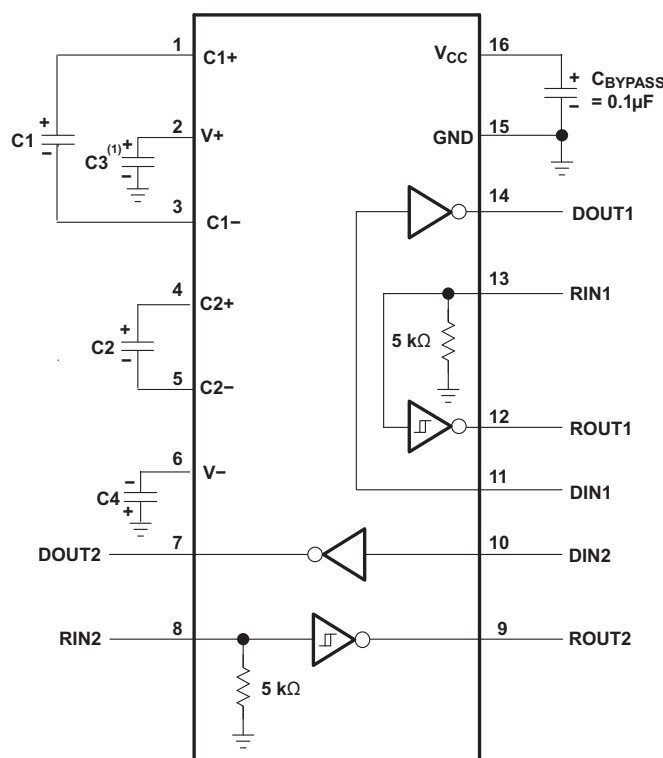 1
C1+
C1
+
−
2
V+
C3(1)
+
−
3
C1−
4
C2+
C2
+
−
5
C2−
6
V−
C4
−
+
DOUT2
7
RIN2
8
5 kΩ
VCC
16
+
−
CBYPASS
= 0.1µF
GND
15
14
DOUT1
13
RIN1
5 kΩ
12
ROUT1
11
DIN1
10
DIN2
9
ROUT2